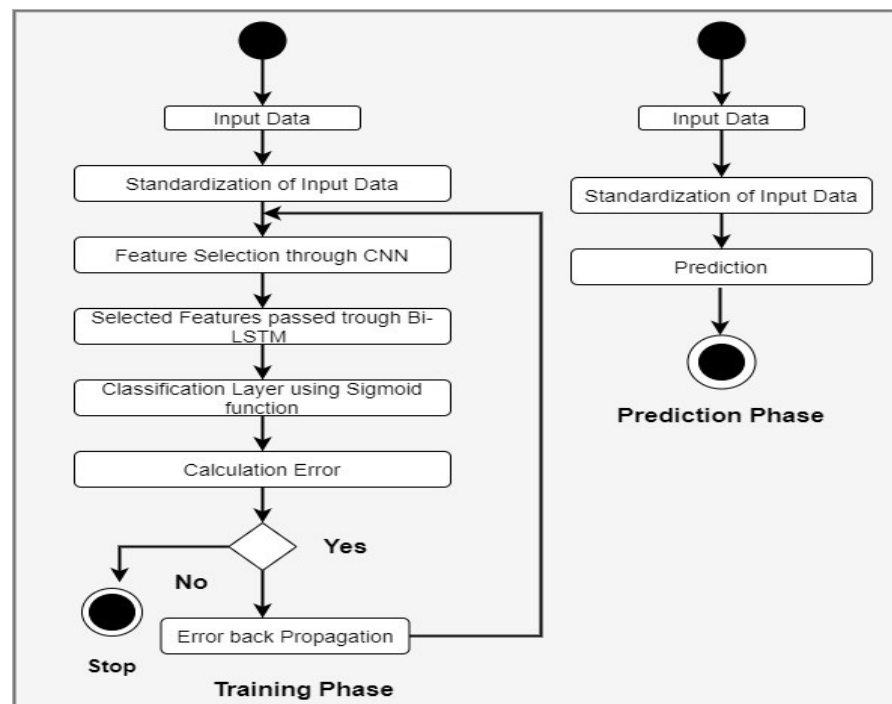 Input Data
Standardization of Input Data
Feature Selection through CNN
Selected Features passed trough Bi-
LSTM
Classification Layer using Sigmoid
function
Calculation Error
Yes
No
Error back Propagation
Stop
Training Phase
Input Data
Standardization of Input Data
Prediction
Prediction Phase